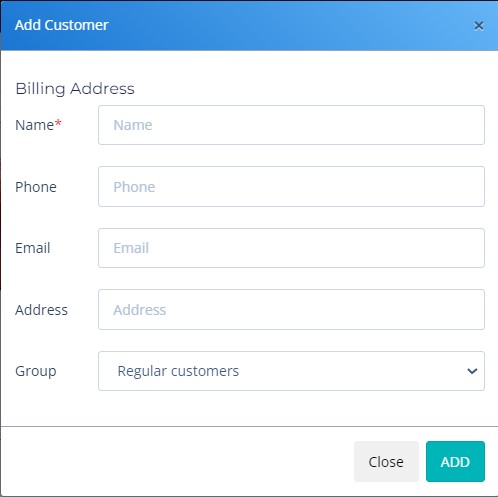 Add Customer ×
Billing Address
Name* Name
Phone Phone
Email Email
Address Address
Group Regular customers
Close ADD